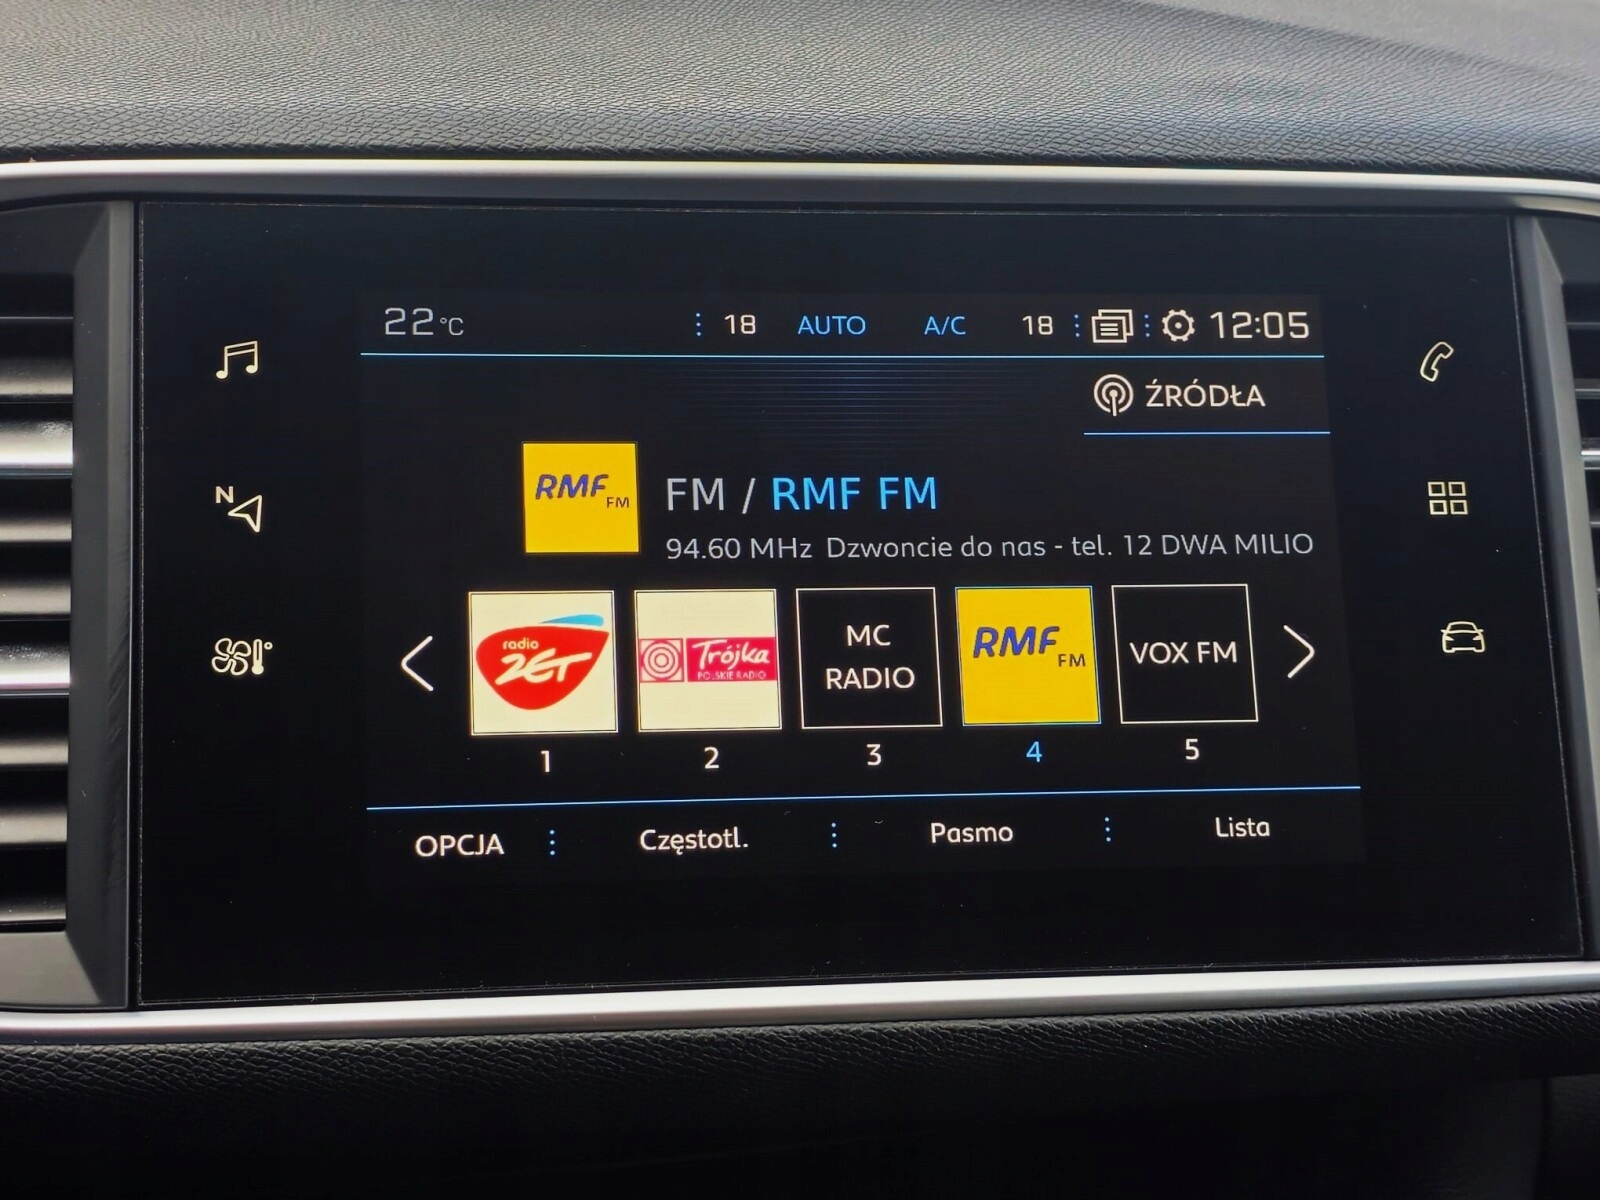 22°C 18 AUTO A/C 18 12:05
ŹRÓDŁA
RMF FM
FM / RMF FM
94.60 MHz Dzwoncie do nas - tel. 12 DWA MILIO
N
radio ZET
Trójka
POLSKIE RADIO
MC RADIO
RMF FM
VOX FM
1 2 3 4 5
OPCJA Częstotl. Pasmo Lista